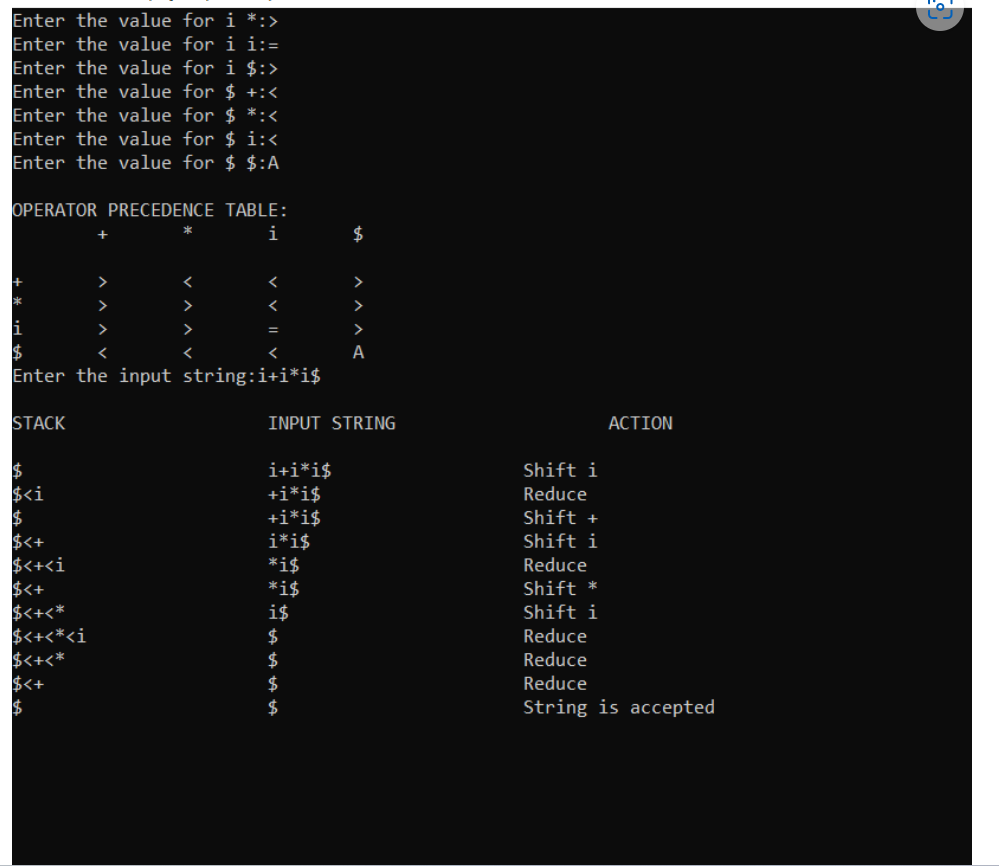 Enter the value for i *:>
Enter the value for i i:=
Enter the value for i $:>
Enter the value for $ +:<
Enter the value for $ *:<
Enter the value for $ i:<
Enter the value for $ $:A
OPERATOR PRECEDENCE TABLE:
+ * i $
+ > < < >
* > > < >
i > > = >
$ < < < A
Enter the input string:i+i*i$
STACK INPUT STRING ACTION
$ i+i*i$ Shift i
$<i +i*i$ Reduce
$ +i*i$ Shift +
$<+ i*i$ Shift i
$<+<i *i$ Reduce
$<+ *i$ Shift *
$<+<* i$ Shift i
$<+<*<i $ Reduce
$<+<* $ Reduce
$<+ $ Reduce
$ $ String is accepted